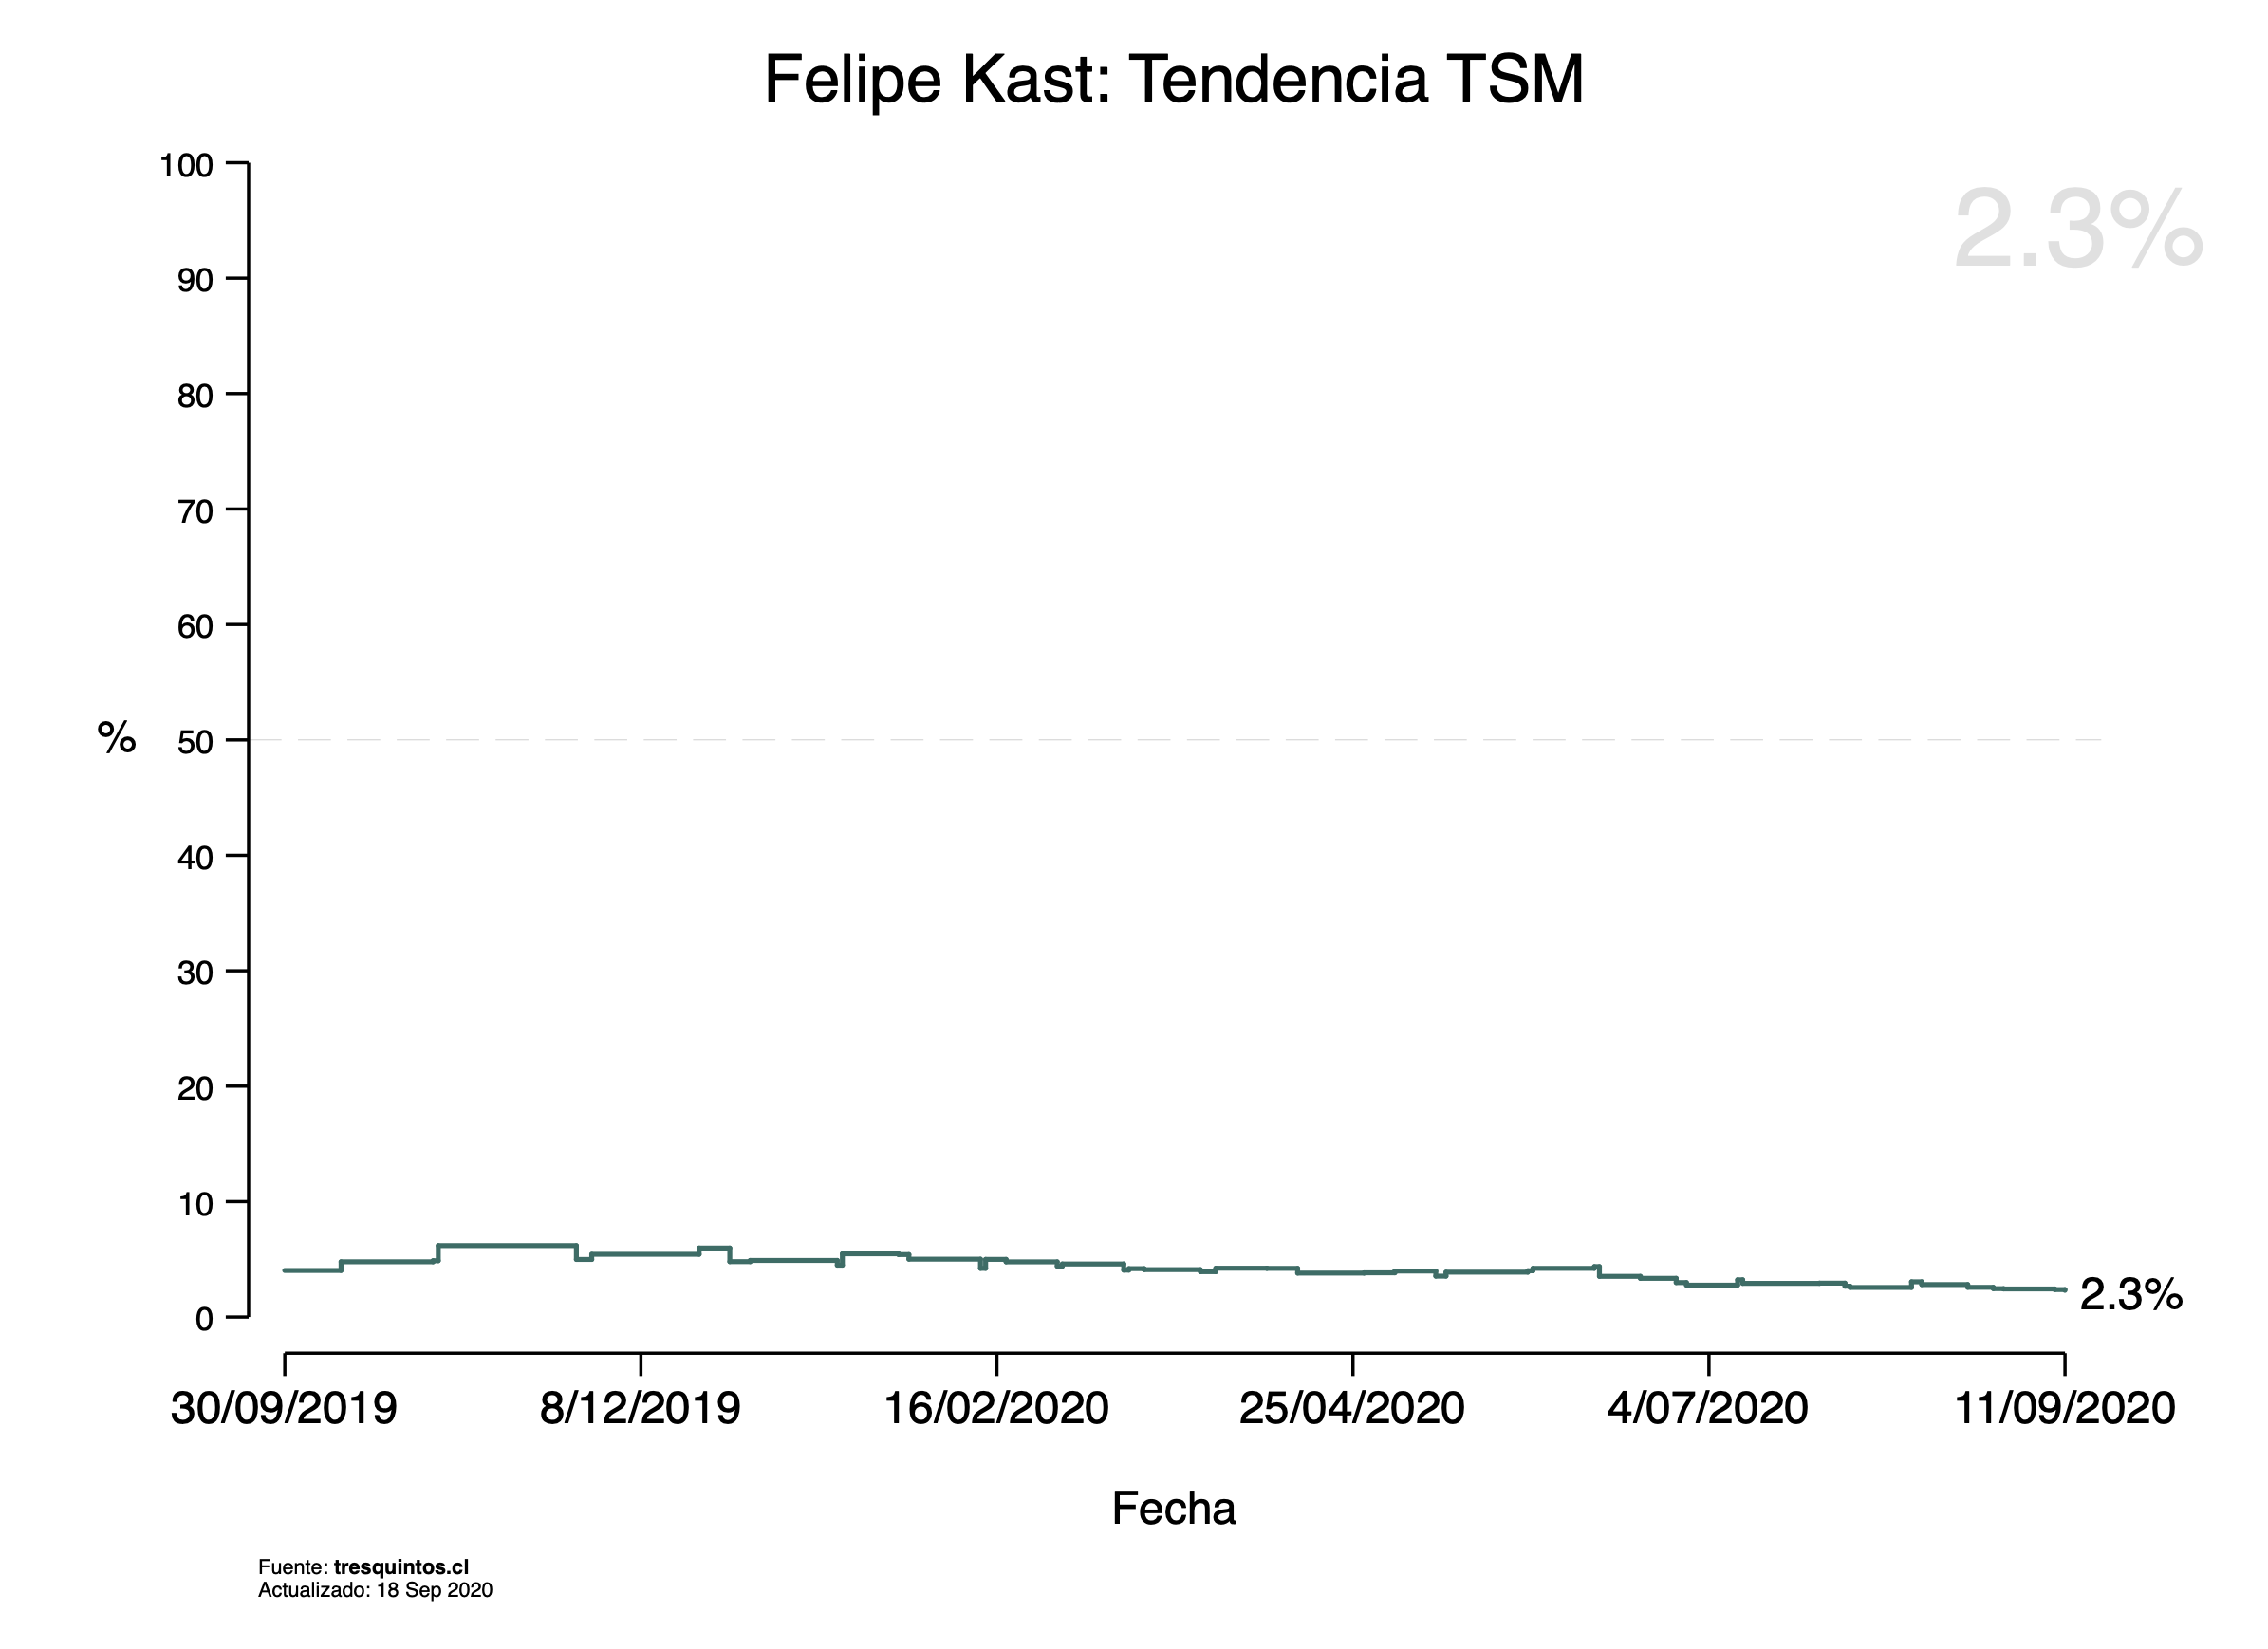 Felipe Kast: Tendencia TSM
2.3%
100
90
80
70
60
50
40
30
20
10
0
%
2.3%
30/09/2019 8/12/2019 16/02/2020 25/04/2020 4/07/2020 11/09/2020
Fecha
Fuente: tresquintos.cl
Actualizado: 18 Sep 2020